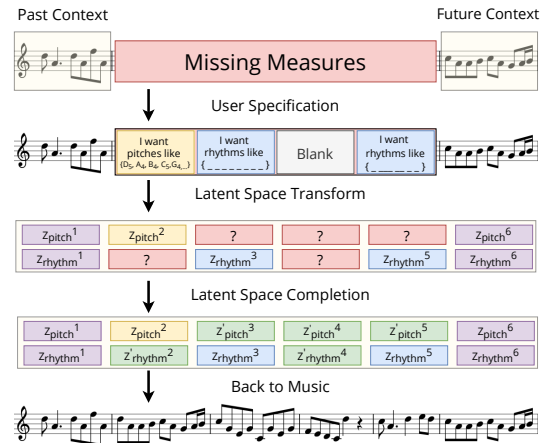 Past Context
Future Context
Missing Measures
User Specification
I want pitches like {D5, A4, B4, C5,G4,...}
I want rhythms like { _ _ _ _ _ _ _ _ }
Blank
I want rhythms like
Latent Space Transform
Zpitch1 Zpitch2 ? ? ? Zpitch6
Zrhythm1 ? Zrhythm3 ? Zrhythm5 Zrhythm6
Latent Space Completion
Zpitch1 Zpitch2 Z'pitch3 Z'pitch4 Z'pitch5 Zpitch6
Zrhythm1 Z'rhythm2 Zrhythm3 Z'rhythm4 Zrhythm5 Zrhythm6
Back to Music